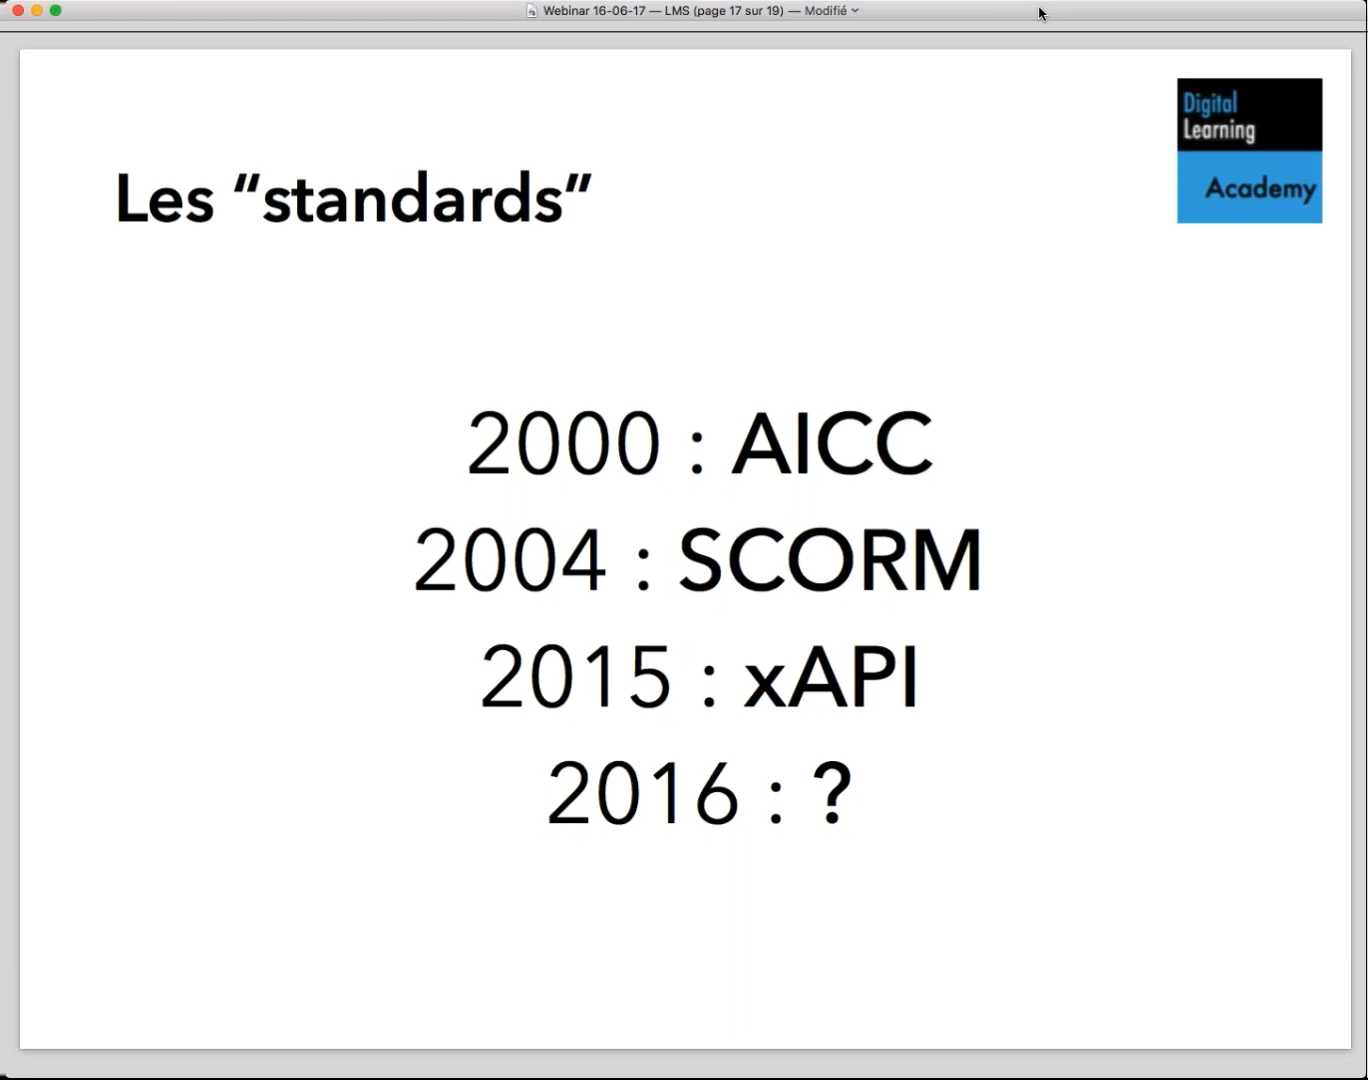 Webinar 16-06-17 — LMS (page 17 sur 19) — Modifié
Digital
Learning
Academy
Les “standards”
2000 : AICC
2004 : SCORM
2015 : xAPI
2016 : ?